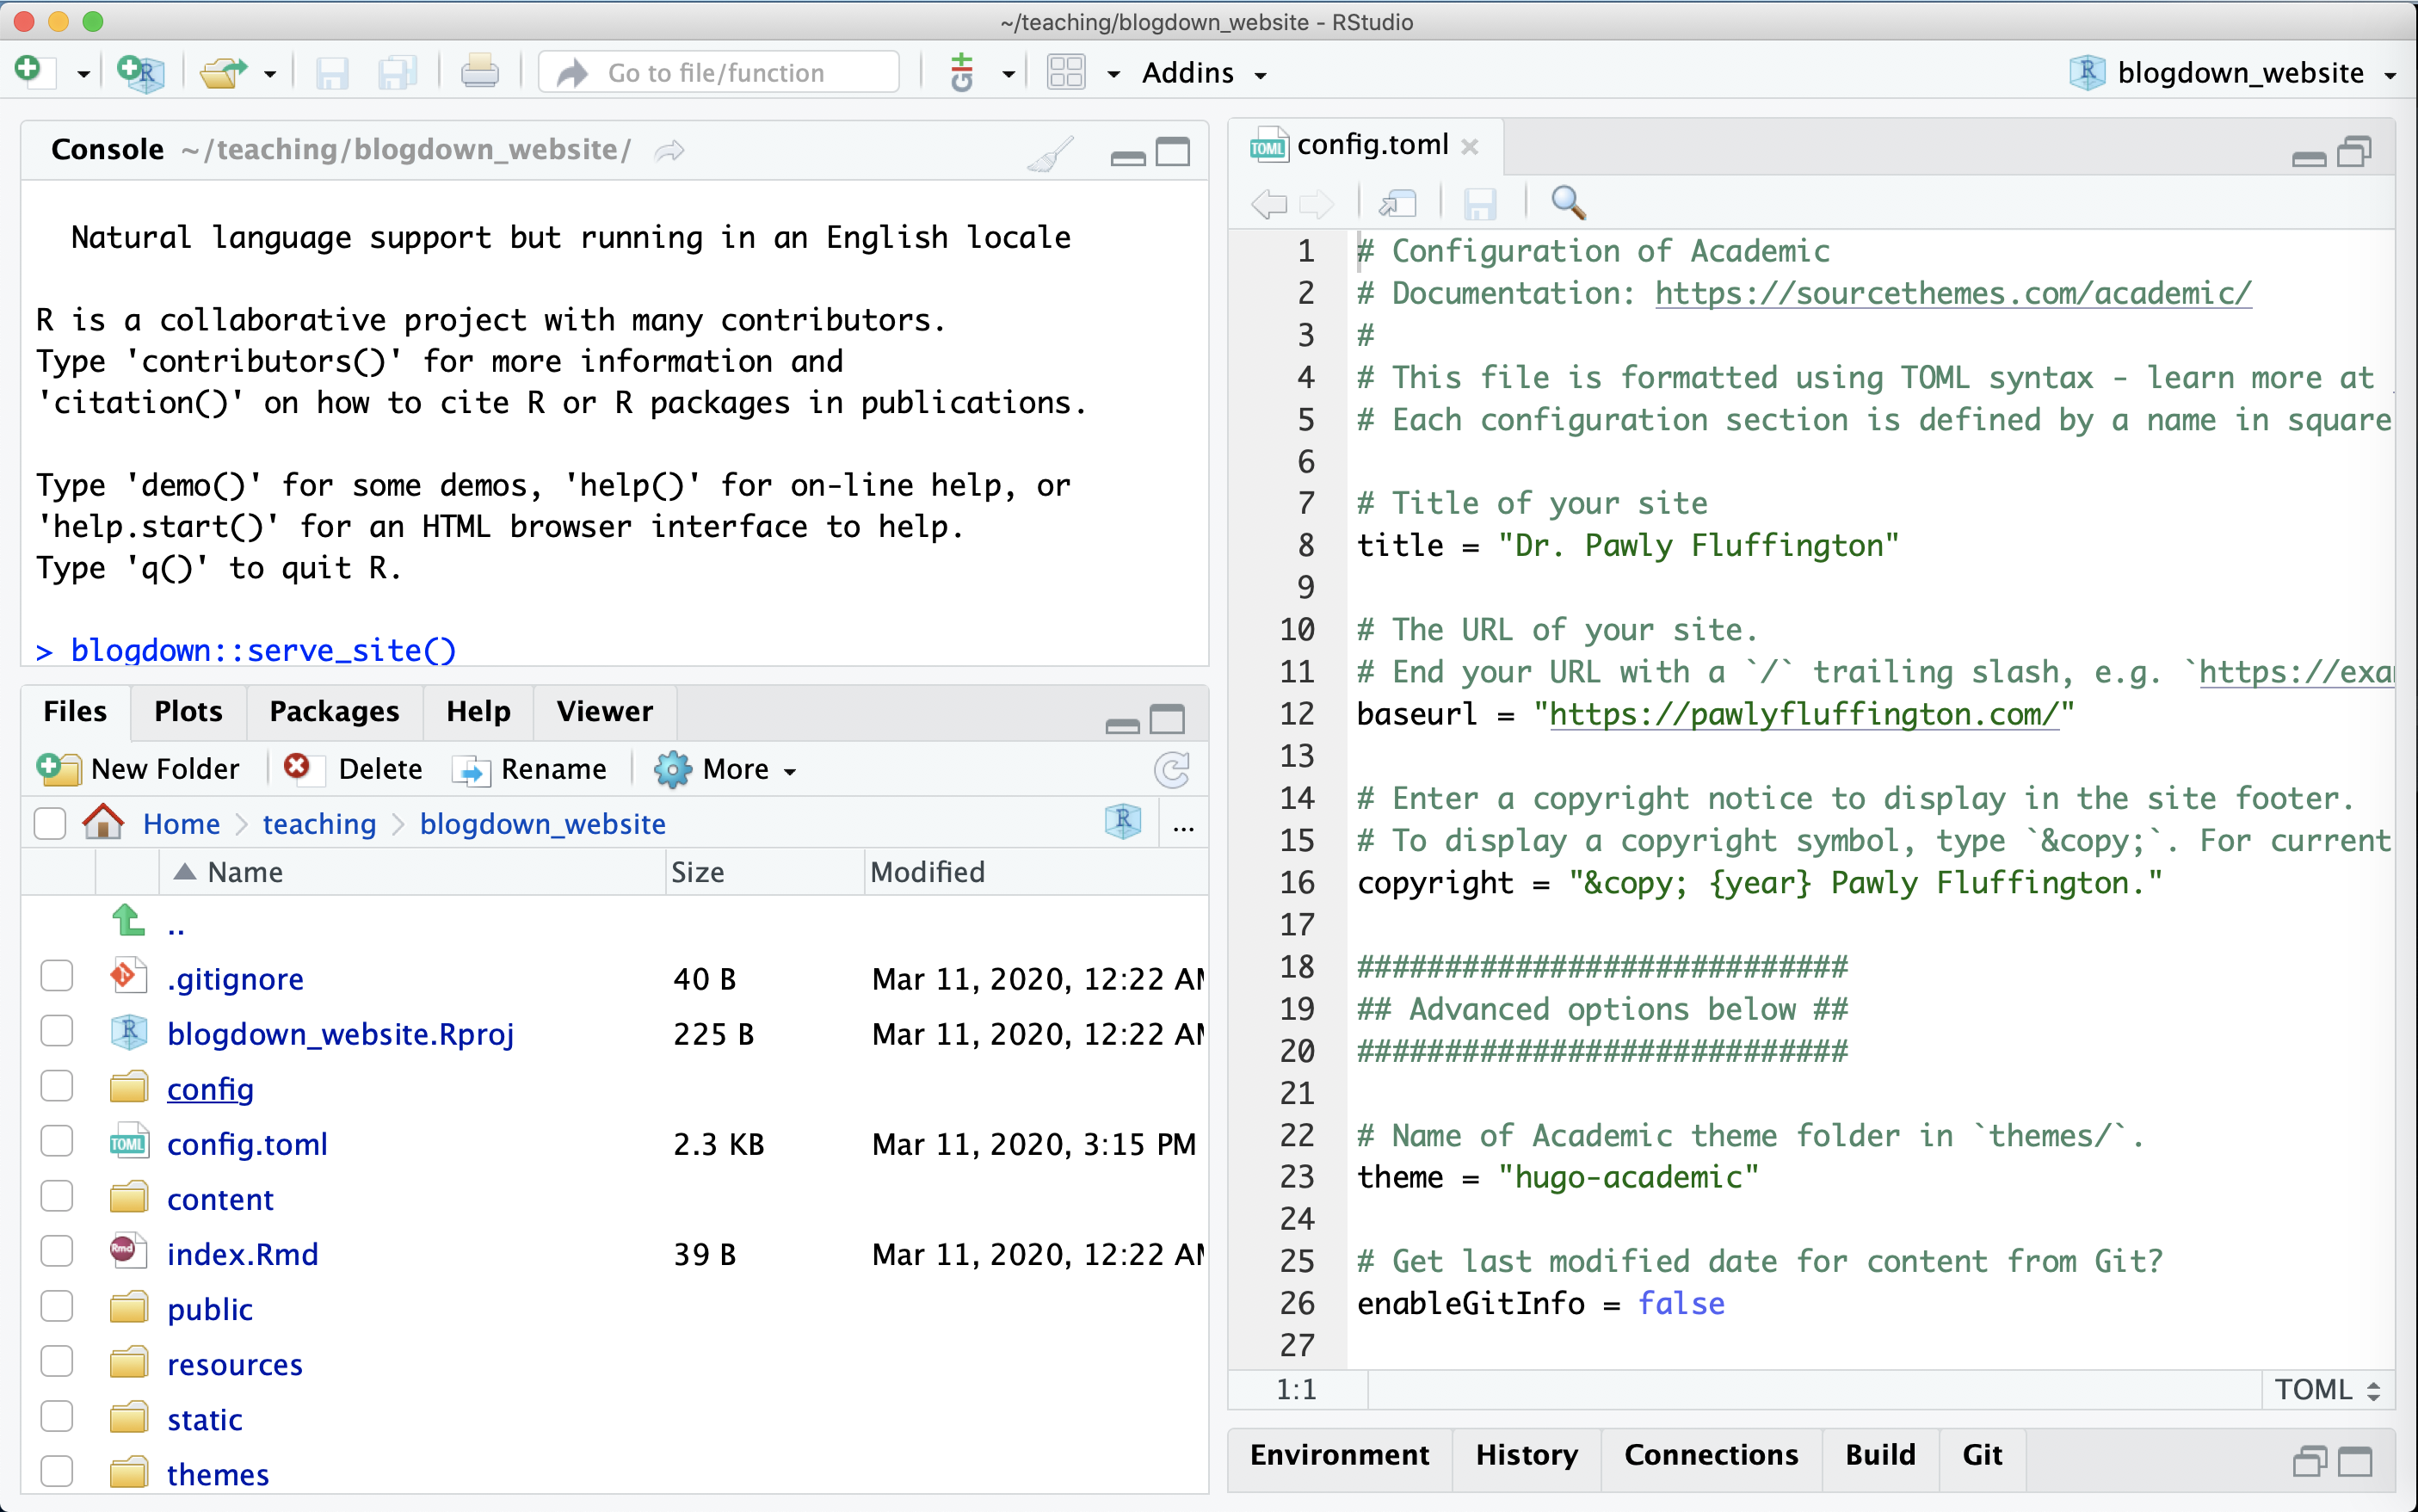 ~/teaching/blogdown_website - RStudio
Go to file/function
Addins
blogdown_website
Console ~/teaching/blogdown_website/
Natural language support but running in an English locale
R is a collaborative project with many contributors.
Type 'contributors()' for more information and
'citation()' on how to cite R or R packages in publications.
Type 'demo()' for some demos, 'help()' for on-line help, or
'help.start()' for an HTML browser interface to help.
Type 'q()' to quit R.
> blogdown::serve_site()
Files Plots Packages Help Viewer
New Folder Delete Rename More
Home teaching blogdown_website ...
Name Size Modified
..
.gitignore 40 B Mar 11, 2020, 12:22 AM
blogdown_website.Rproj 225 B Mar 11, 2020, 12:22 AM
config
TOML config.toml 2.3 KB Mar 11, 2020, 3:15 PM
content
Rmd index.Rmd 39 B Mar 11, 2020, 12:22 AM
public
resources
static
themes
TOML config.toml
1 # Configuration of Academic
2 # Documentation: https://sourcethemes.com/academic/
3 #
4 # This file is formatted using TOML syntax - learn more at
5 # Each configuration section is defined by a name in square
6
7 # Title of your site
8 title = "Dr. Pawly Fluffington"
9
10 # The URL of your site.
11 # End your URL with a `/` trailing slash, e.g. `https://exa
12 baseurl = "https://pawlyfluffington.com/"
13
14 # Enter a copyright notice to display in the site footer.
15 # To display a copyright symbol, type `&copy;`. For current
16 copyright = "&copy; {year} Pawly Fluffington."
17
18 ############################
19 ## Advanced options below ##
20 ############################
21
22 # Name of Academic theme folder in `themes/`.
23 theme = "hugo-academic"
24
25 # Get last modified date for content from Git?
26 enableGitInfo = false
27
1:1 TOML
Environment History Connections Build Git